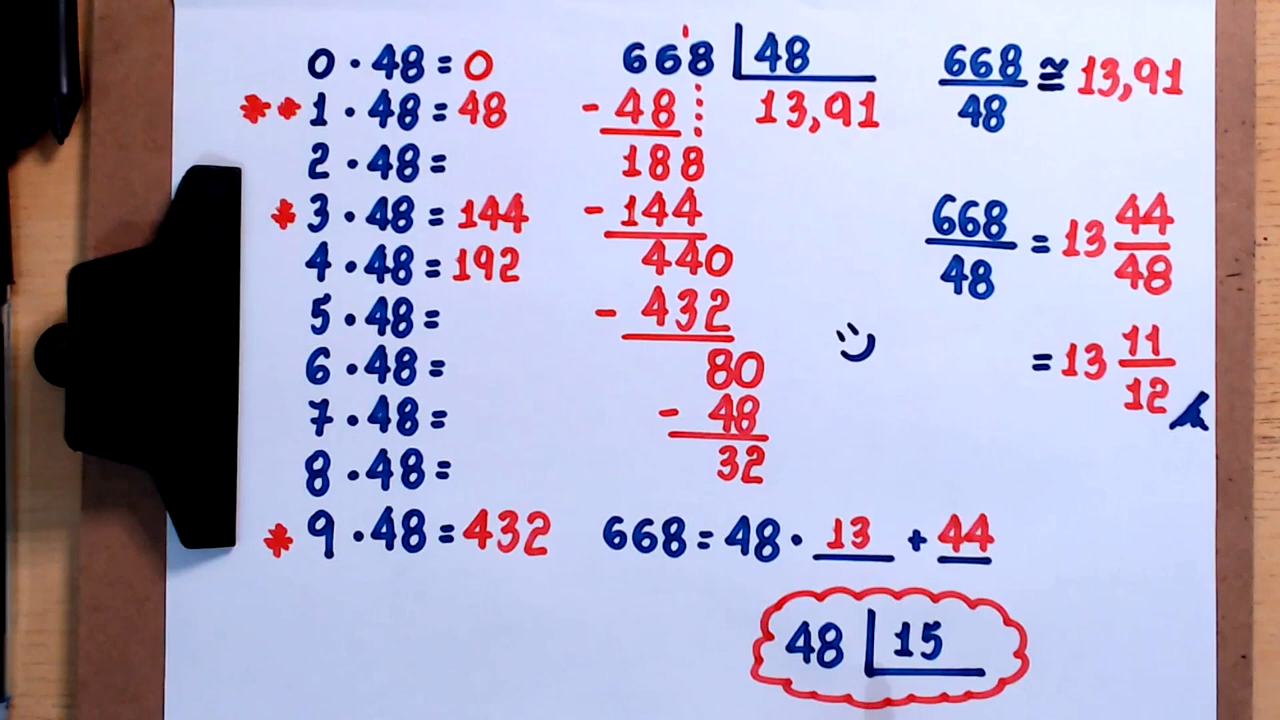 0 · 48 = 0
** 1 · 48 = 48
2 · 48 =
* 3 · 48 = 144
4 · 48 = 192
5 · 48 =
6 · 48 =
7 · 48 =
8 · 48 =
* 9 · 48 = 432
668 | 48
- 48 13,91
188
- 144
440
- 432
80
- 48
32
668 = 48 · 13 + 44
48 | 15
668/48 ≅ 13,91
668/48 = 13 44/48
= 13 11/12